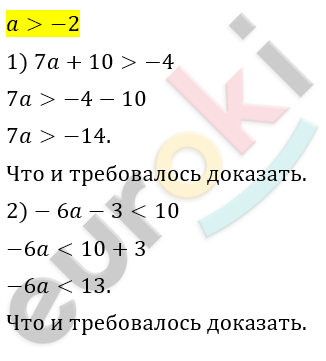 a > −2
1) 7a + 10 > −4
7a > −4 − 10
7a > −14.
Что и требовалось доказать.
2) − 6a − 3 < 10
−6a < 10 + 3
−6a < 13.
Что и требовалось доказать.
euroki